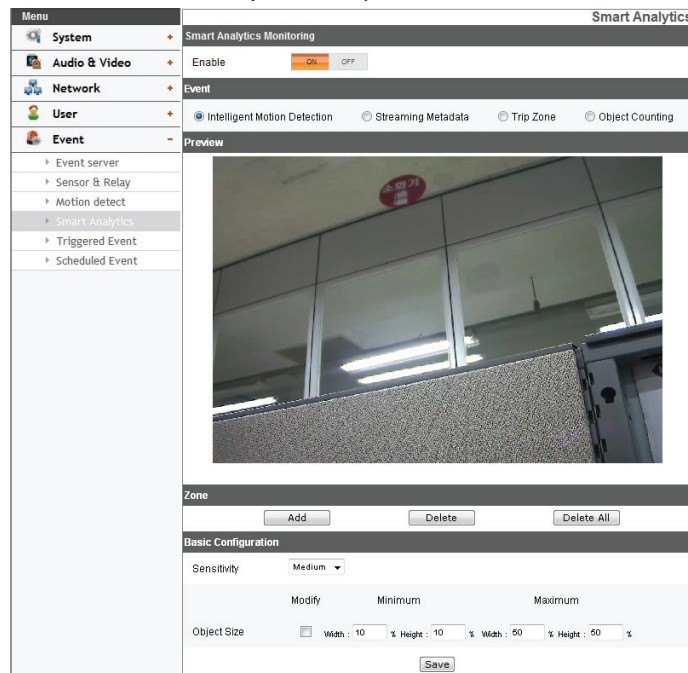 Menu
Smart Analytics
System +
Audio & Video +
Network +
User +
Event -
Event server
Sensor & Relay
Motion detect
Smart Analytics
Triggered Event
Scheduled Event
Smart Analytics Monitoring
Enable ON OFF
Event
Intelligent Motion Detection Streaming Metadata Trip Zone Object Counting
Preview
소화기
Zone
Add Delete Delete All
Basic Configuration
Sensitivity Medium
Modify Minimum Maximum
Object Size Width : 10 % Height : 10 % Width : 50 % Height : 50 %
Save